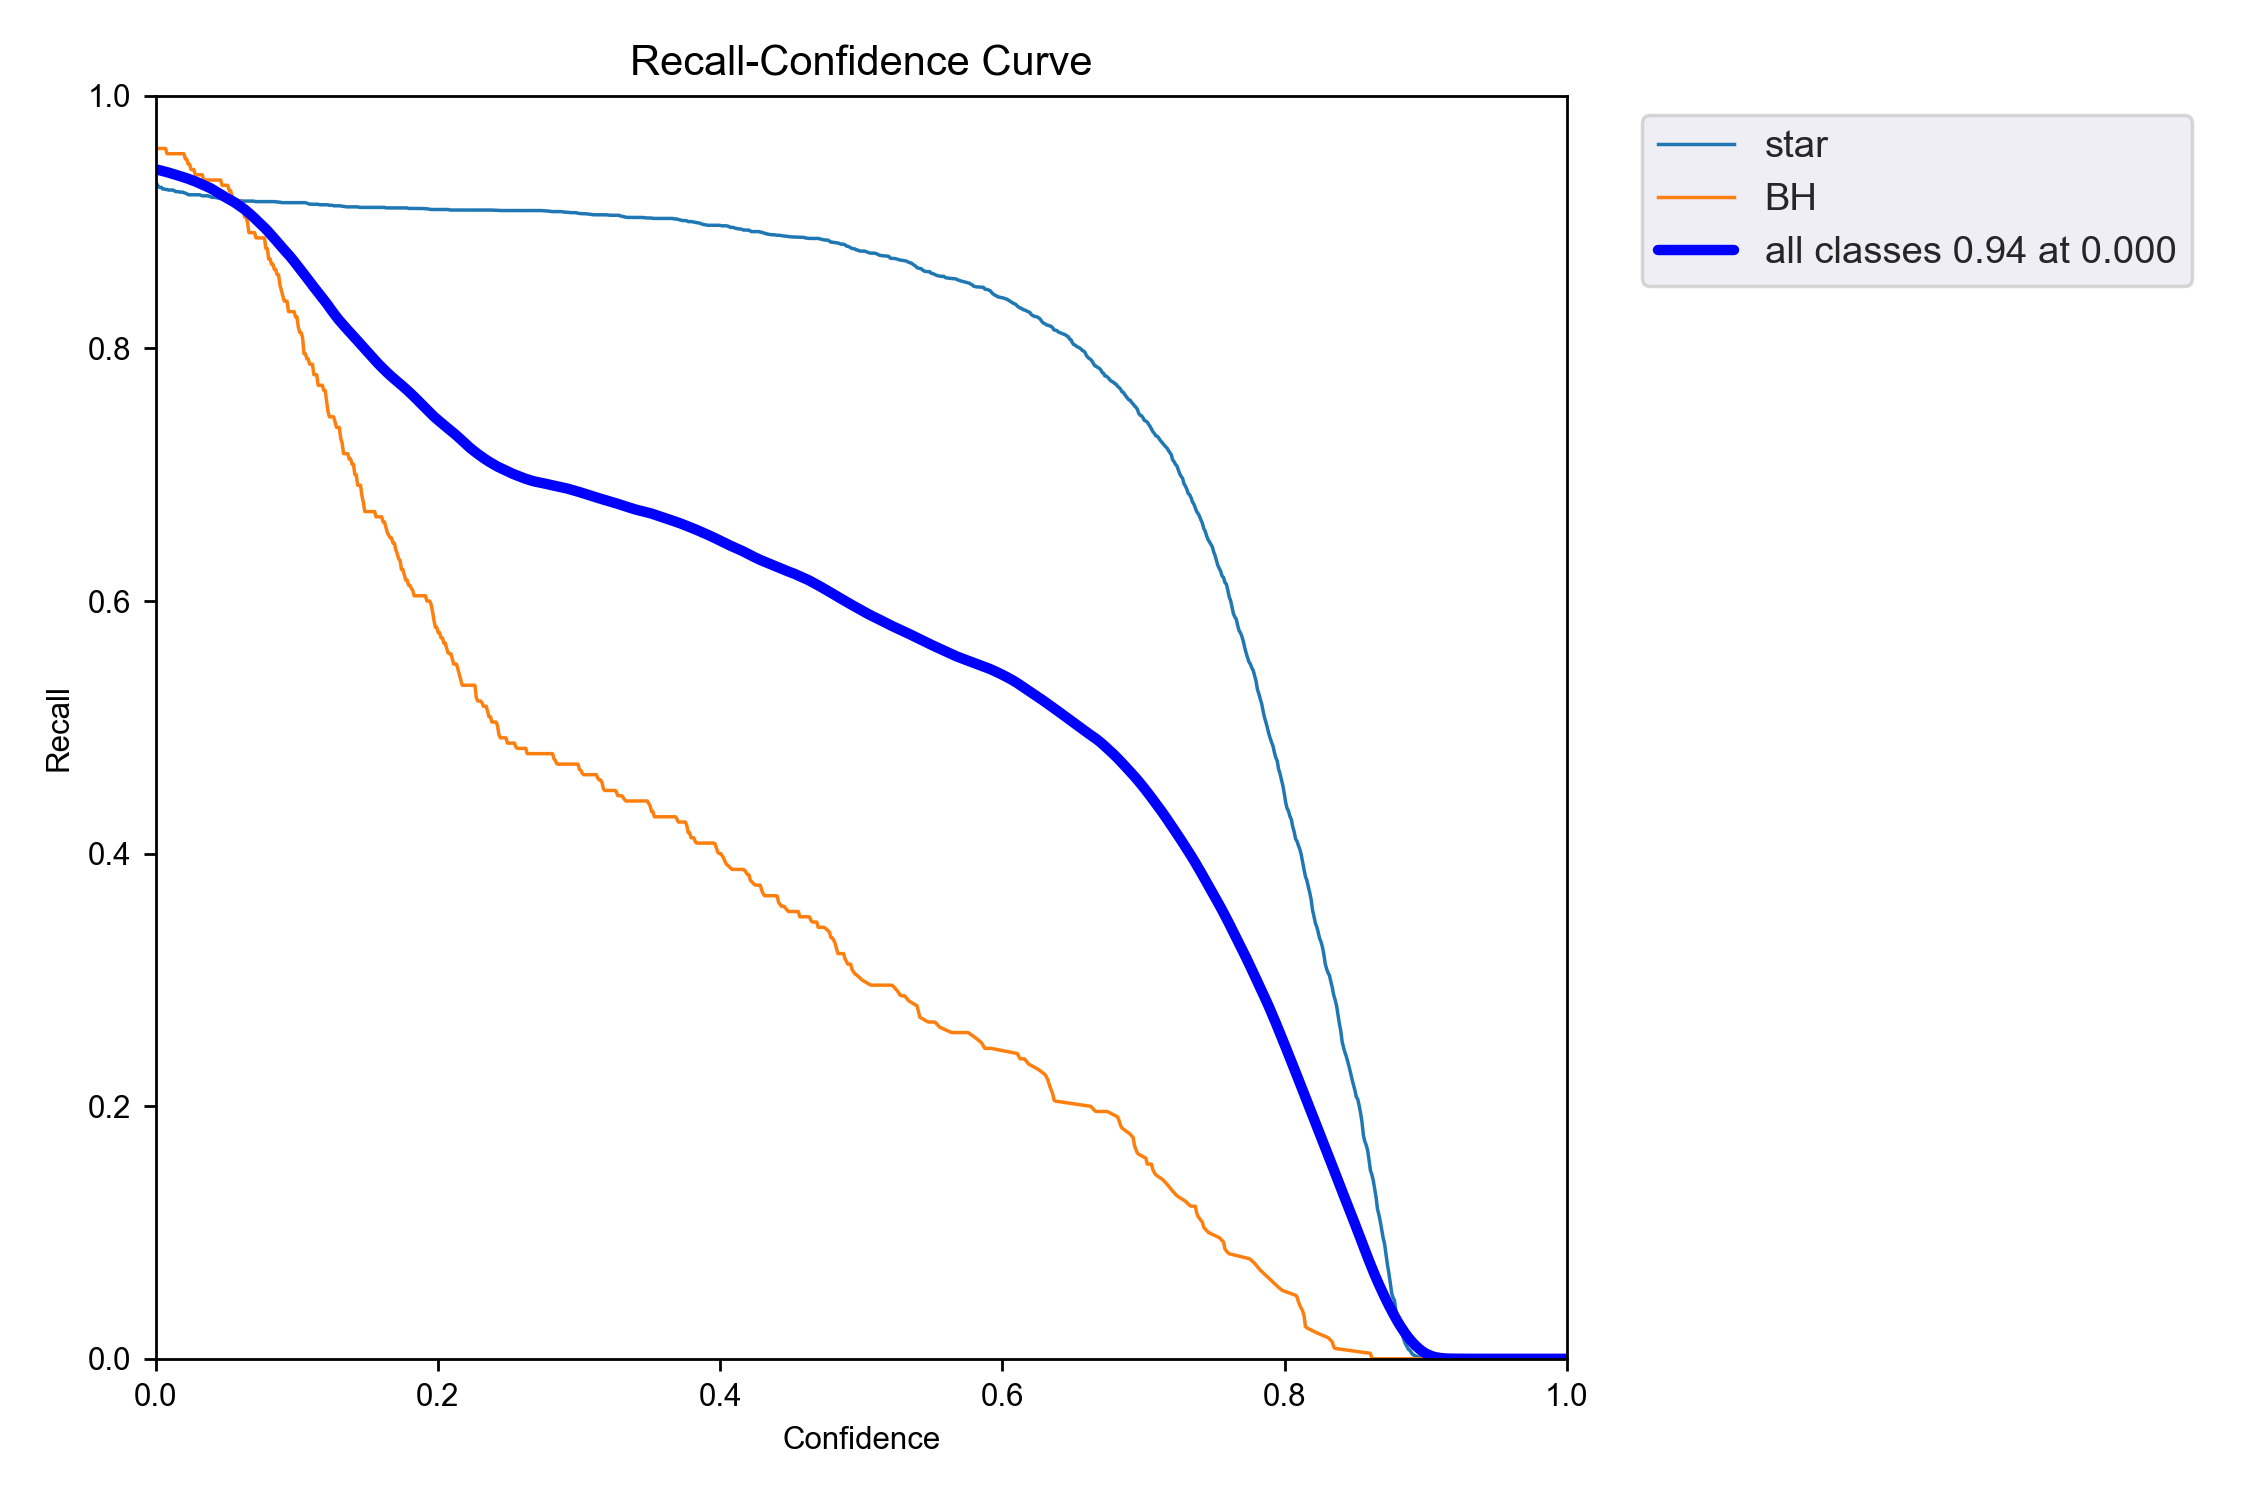 Recall-Confidence Curve
1.0
0.8
0.6
0.4
0.2
0.0
Recall
0.0 0.2 0.4 0.6 0.8 1.0
Confidence
star
BH
all classes 0.94 at 0.000